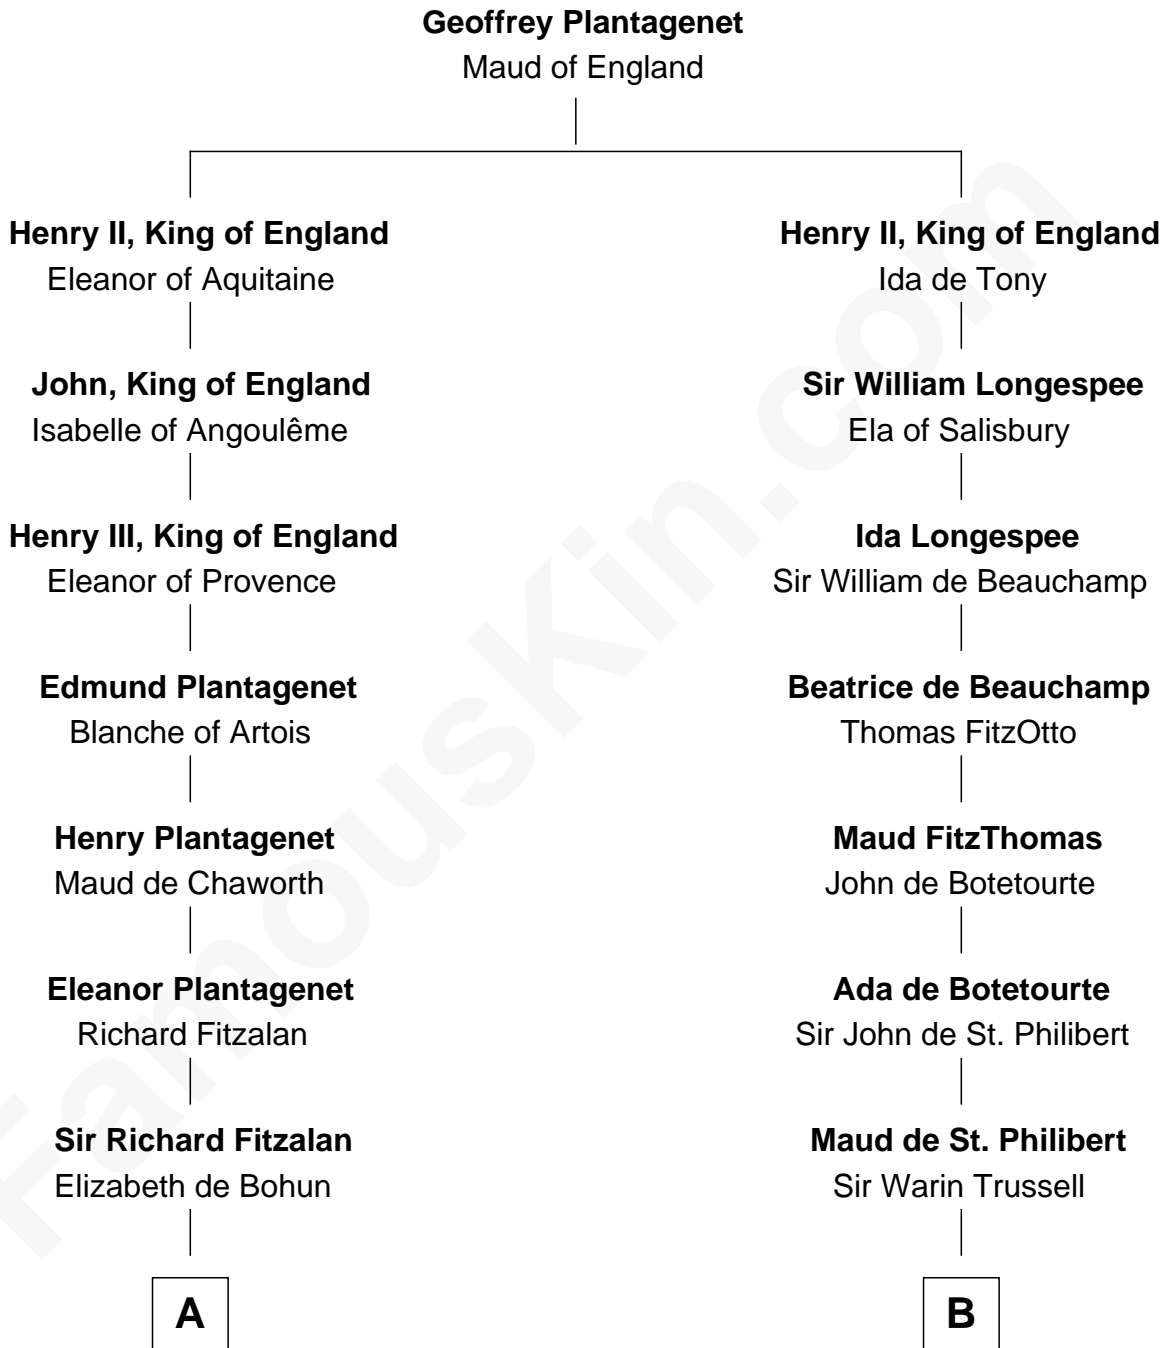 Geoffrey Plantagenet
Maud of England
Henry II, King of England
Eleanor of Aquitaine
Henry II, King of England
Ida de Tony
John, King of England
Isabelle of Angoulême
Sir William Longespee
Ela of Salisbury
Henry III, King of England
Eleanor of Provence
Ida Longespee
Sir William de Beauchamp
Edmund Plantagenet
Blanche of Artois
Beatrice de Beauchamp
Thomas FitzOtto
Henry Plantagenet
Maud de Chaworth
Maud FitzThomas
John de Botetourte
Eleanor Plantagenet
Richard Fitzalan
Ada de Botetourte
Sir John de St. Philibert
Sir Richard Fitzalan
Elizabeth de Bohun
Maud de St. Philibert
Sir Warin Trussell
A
B
FamousKin.com